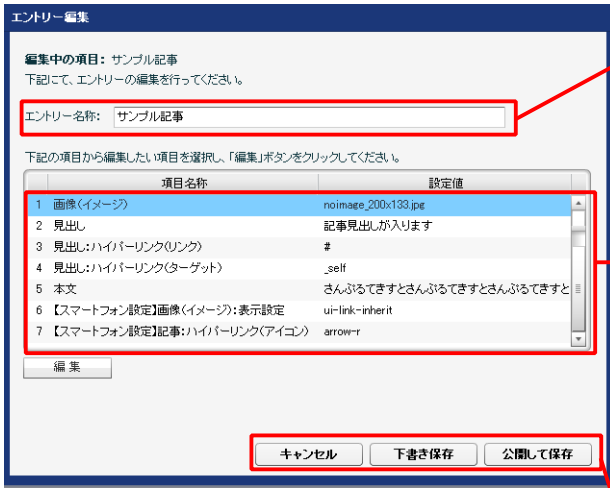 エントリー編集
編集中の項目: サンプル記事
下記にて、エントリーの編集を行ってください。
エントリー名称: サンプル記事
下記の項目から編集したい項目を選択し、「編集」ボタンをクリックしてください。
項目名称 設定値
1 画像(イメージ) noimage_200x133.jpg
2 見出し 記事見出しが入ります
3 見出し:ハイパーリンク(リンク) #
4 見出し:ハイパーリンク(ターゲット) _self
5 本文 さんぷるてきすとさんぷるてきすとさんぷるてきすと
6 【スマートフォン設定】画像(イメージ):表示設定 ui-link-inherit
7 【スマートフォン設定】記事:ハイパーリンク(アイコン) arrow-r
編集
キャンセル 下書き保存 公開して保存